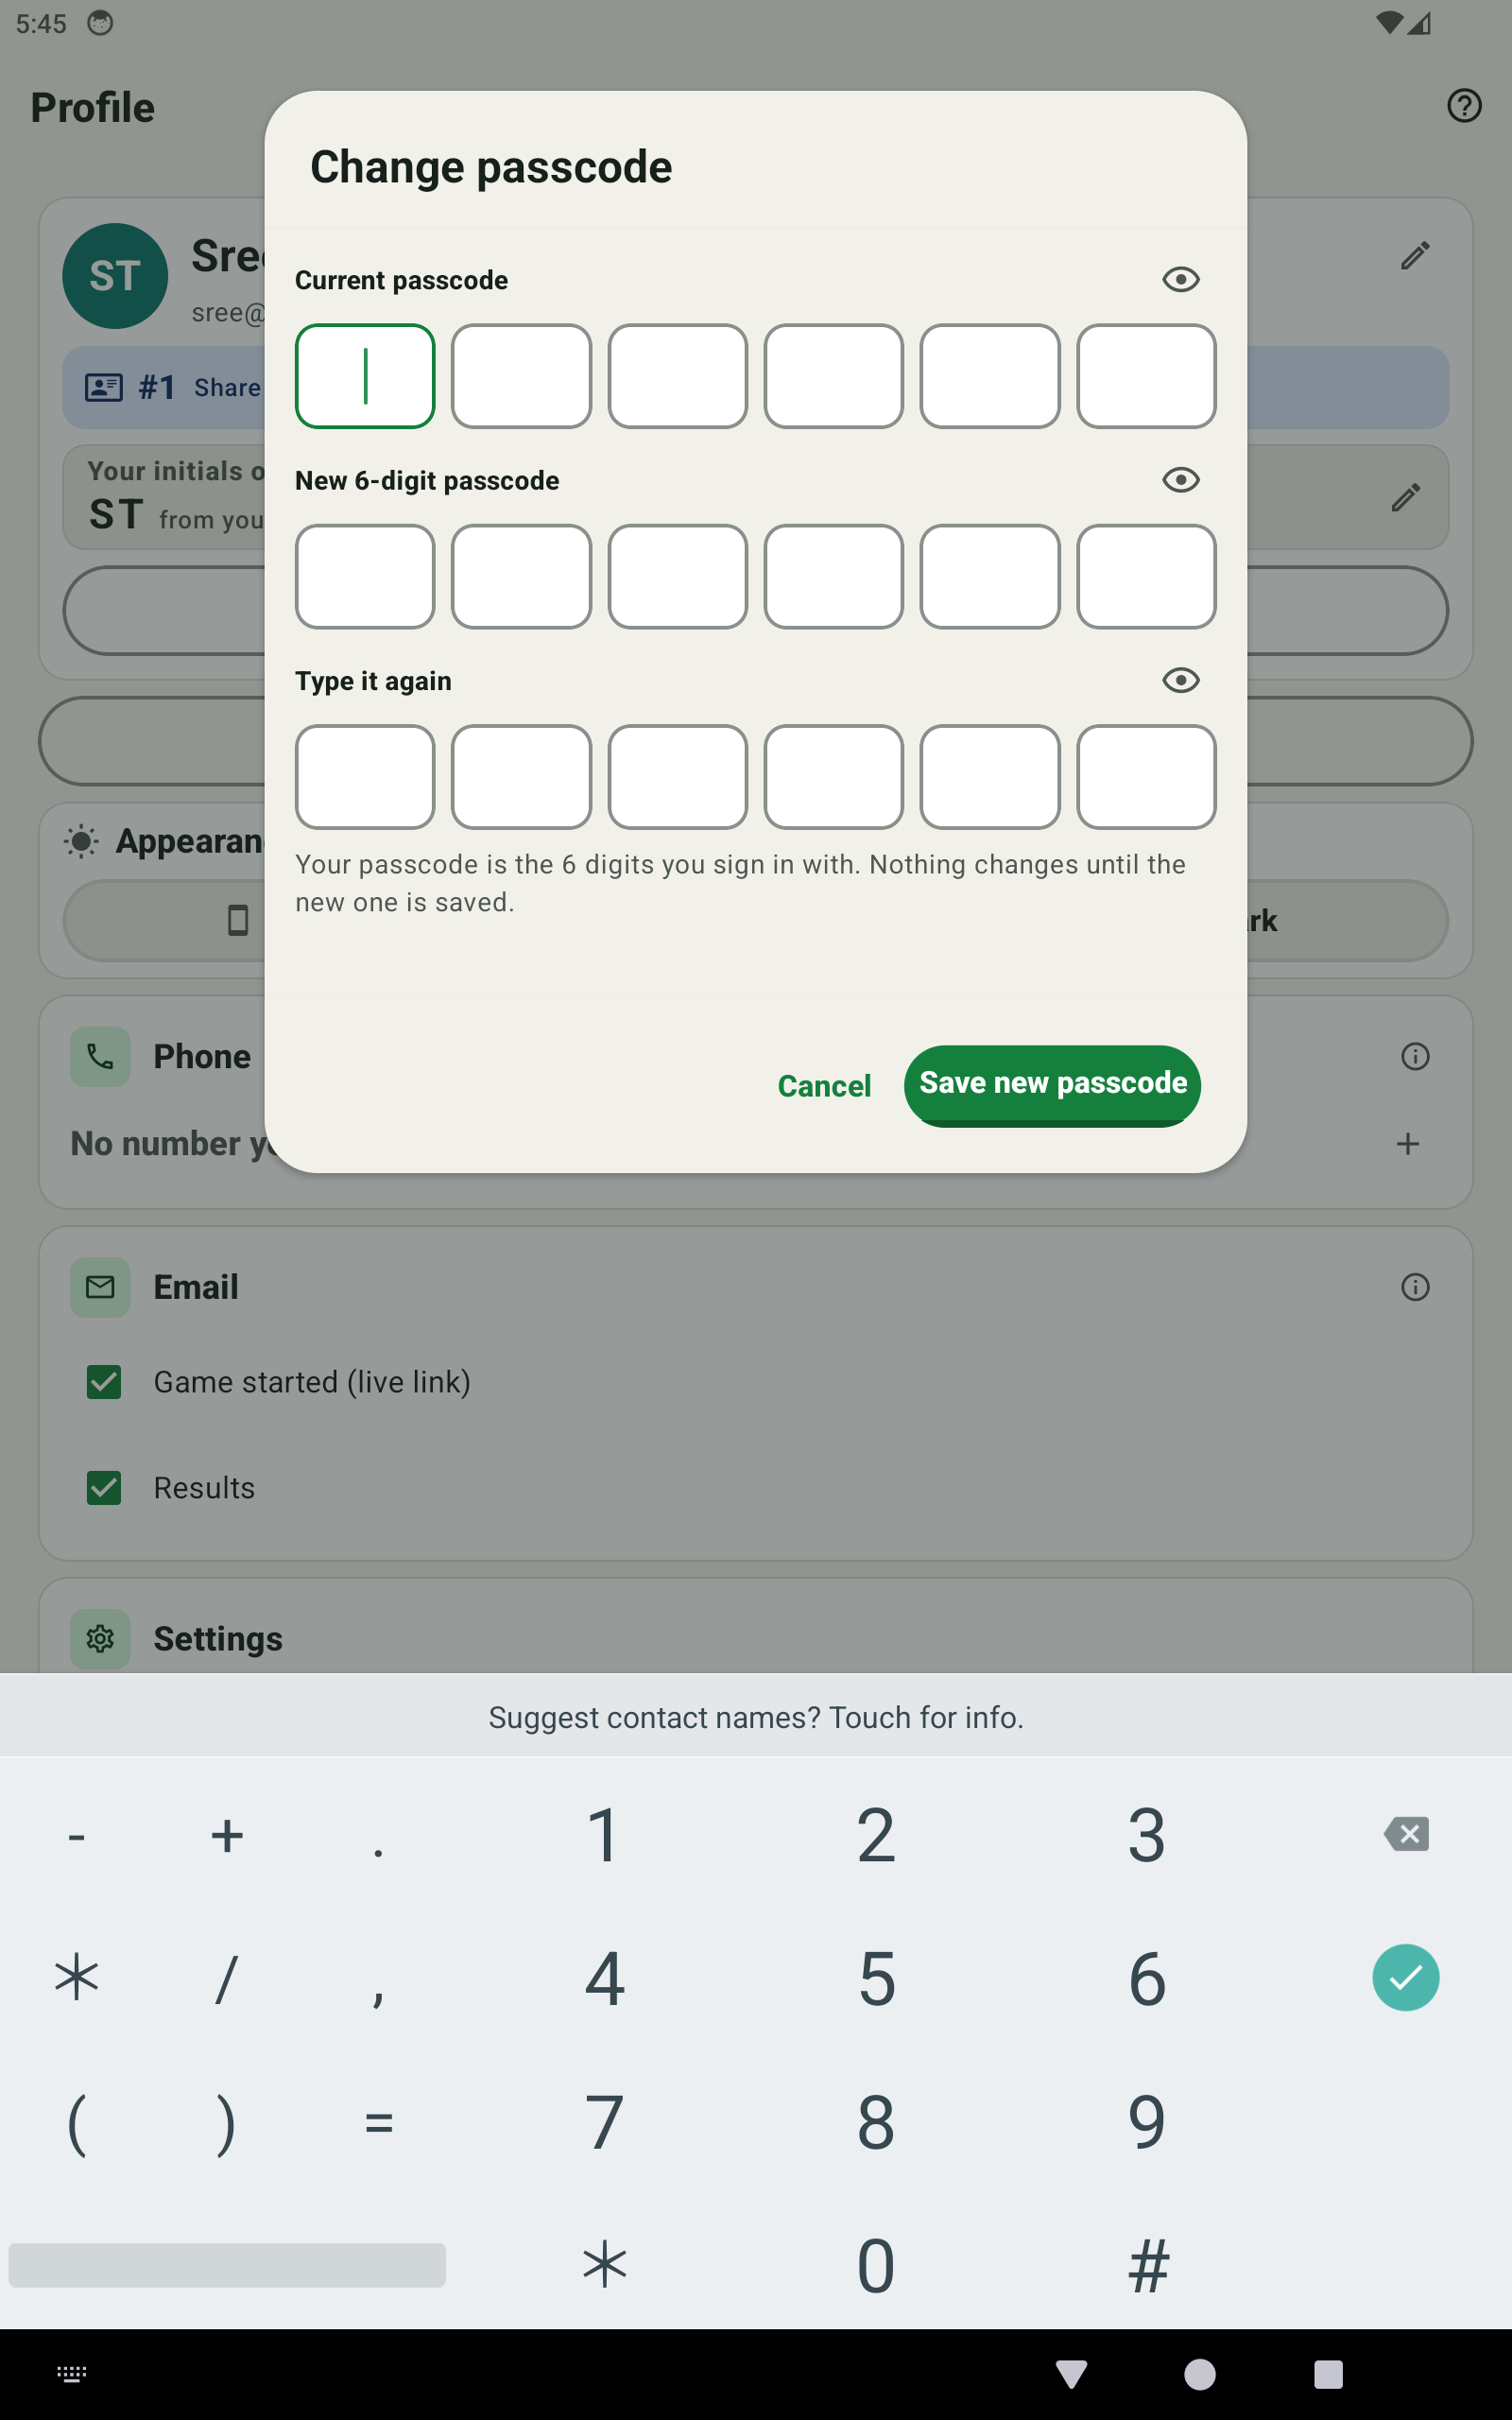 5:45
Profile
Change passcode
ST
Sree
sree@
Current passcode
#1 Share
Your initials o
ST from you
New 6-digit passcode
Type it again
Appearan
Your passcode is the 6 digits you sign in with. Nothing changes until the
new one is saved.
rk
Phone
Cancel
Save new passcode
No number y
Email
Game started (live link)
Results
Settings
Suggest contact names? Touch for info.
- + . 1 2 3
* / , 4 5 6
( ) = 7 8 9
* 0 #